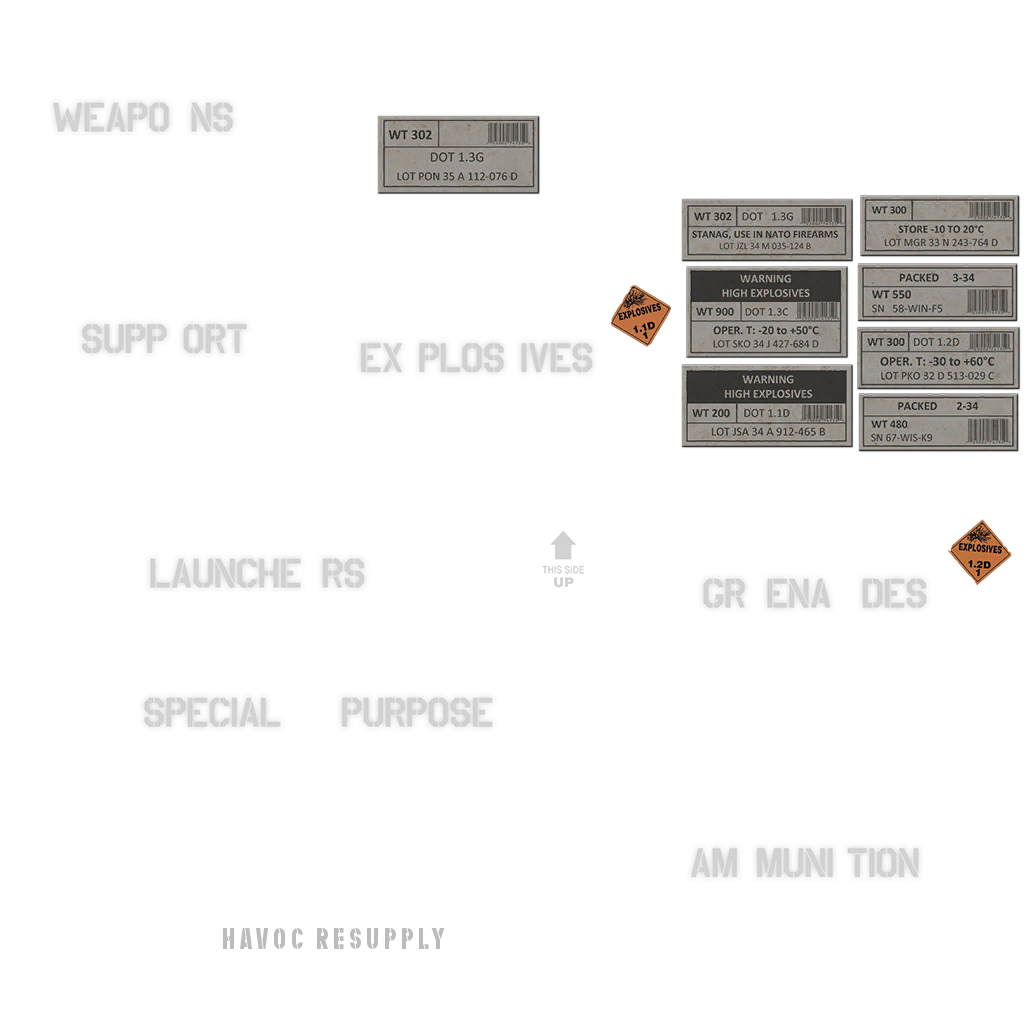 WEAPO NS
WT 302
DOT 1.3G
LOT PON 35 A 112-076 D
WT 302 DOT 1.3G
STANAG, USE IN NATO FIREARMS
LOT JZL 34 M 035-124 B
WT 300
STORE -10 TO 20°C
LOT MGR 33 N 243-764 D
WARNING
HIGH EXPLOSIVES
WT 900 DOT 1.3C
OPER. T: -20 to +50°C
LOT SKO 34 J 427-684 D
PACKED 3-34
WT 550
SN 58-WIN-F5
EXPLOSIVES
1.1D
1
SUPP ORT
EX PLOS IVES
WT 300 DOT 1.2D
OPER. T: -30 to +60°C
LOT PKO 32 D 513-029 C
WARNING
HIGH EXPLOSIVES
WT 200 DOT 1.1D
LOT JSA 34 A 912-465 B
PACKED 2-34
WT 480
SN 67-WIS-K9
LAUNCHE RS
THIS SIDE
UP
GR ENA DES
EXPLOSIVES
1.2D
1
SPECIAL PURPOSE
AM MUNI TION
HAVOC RESUPPLY